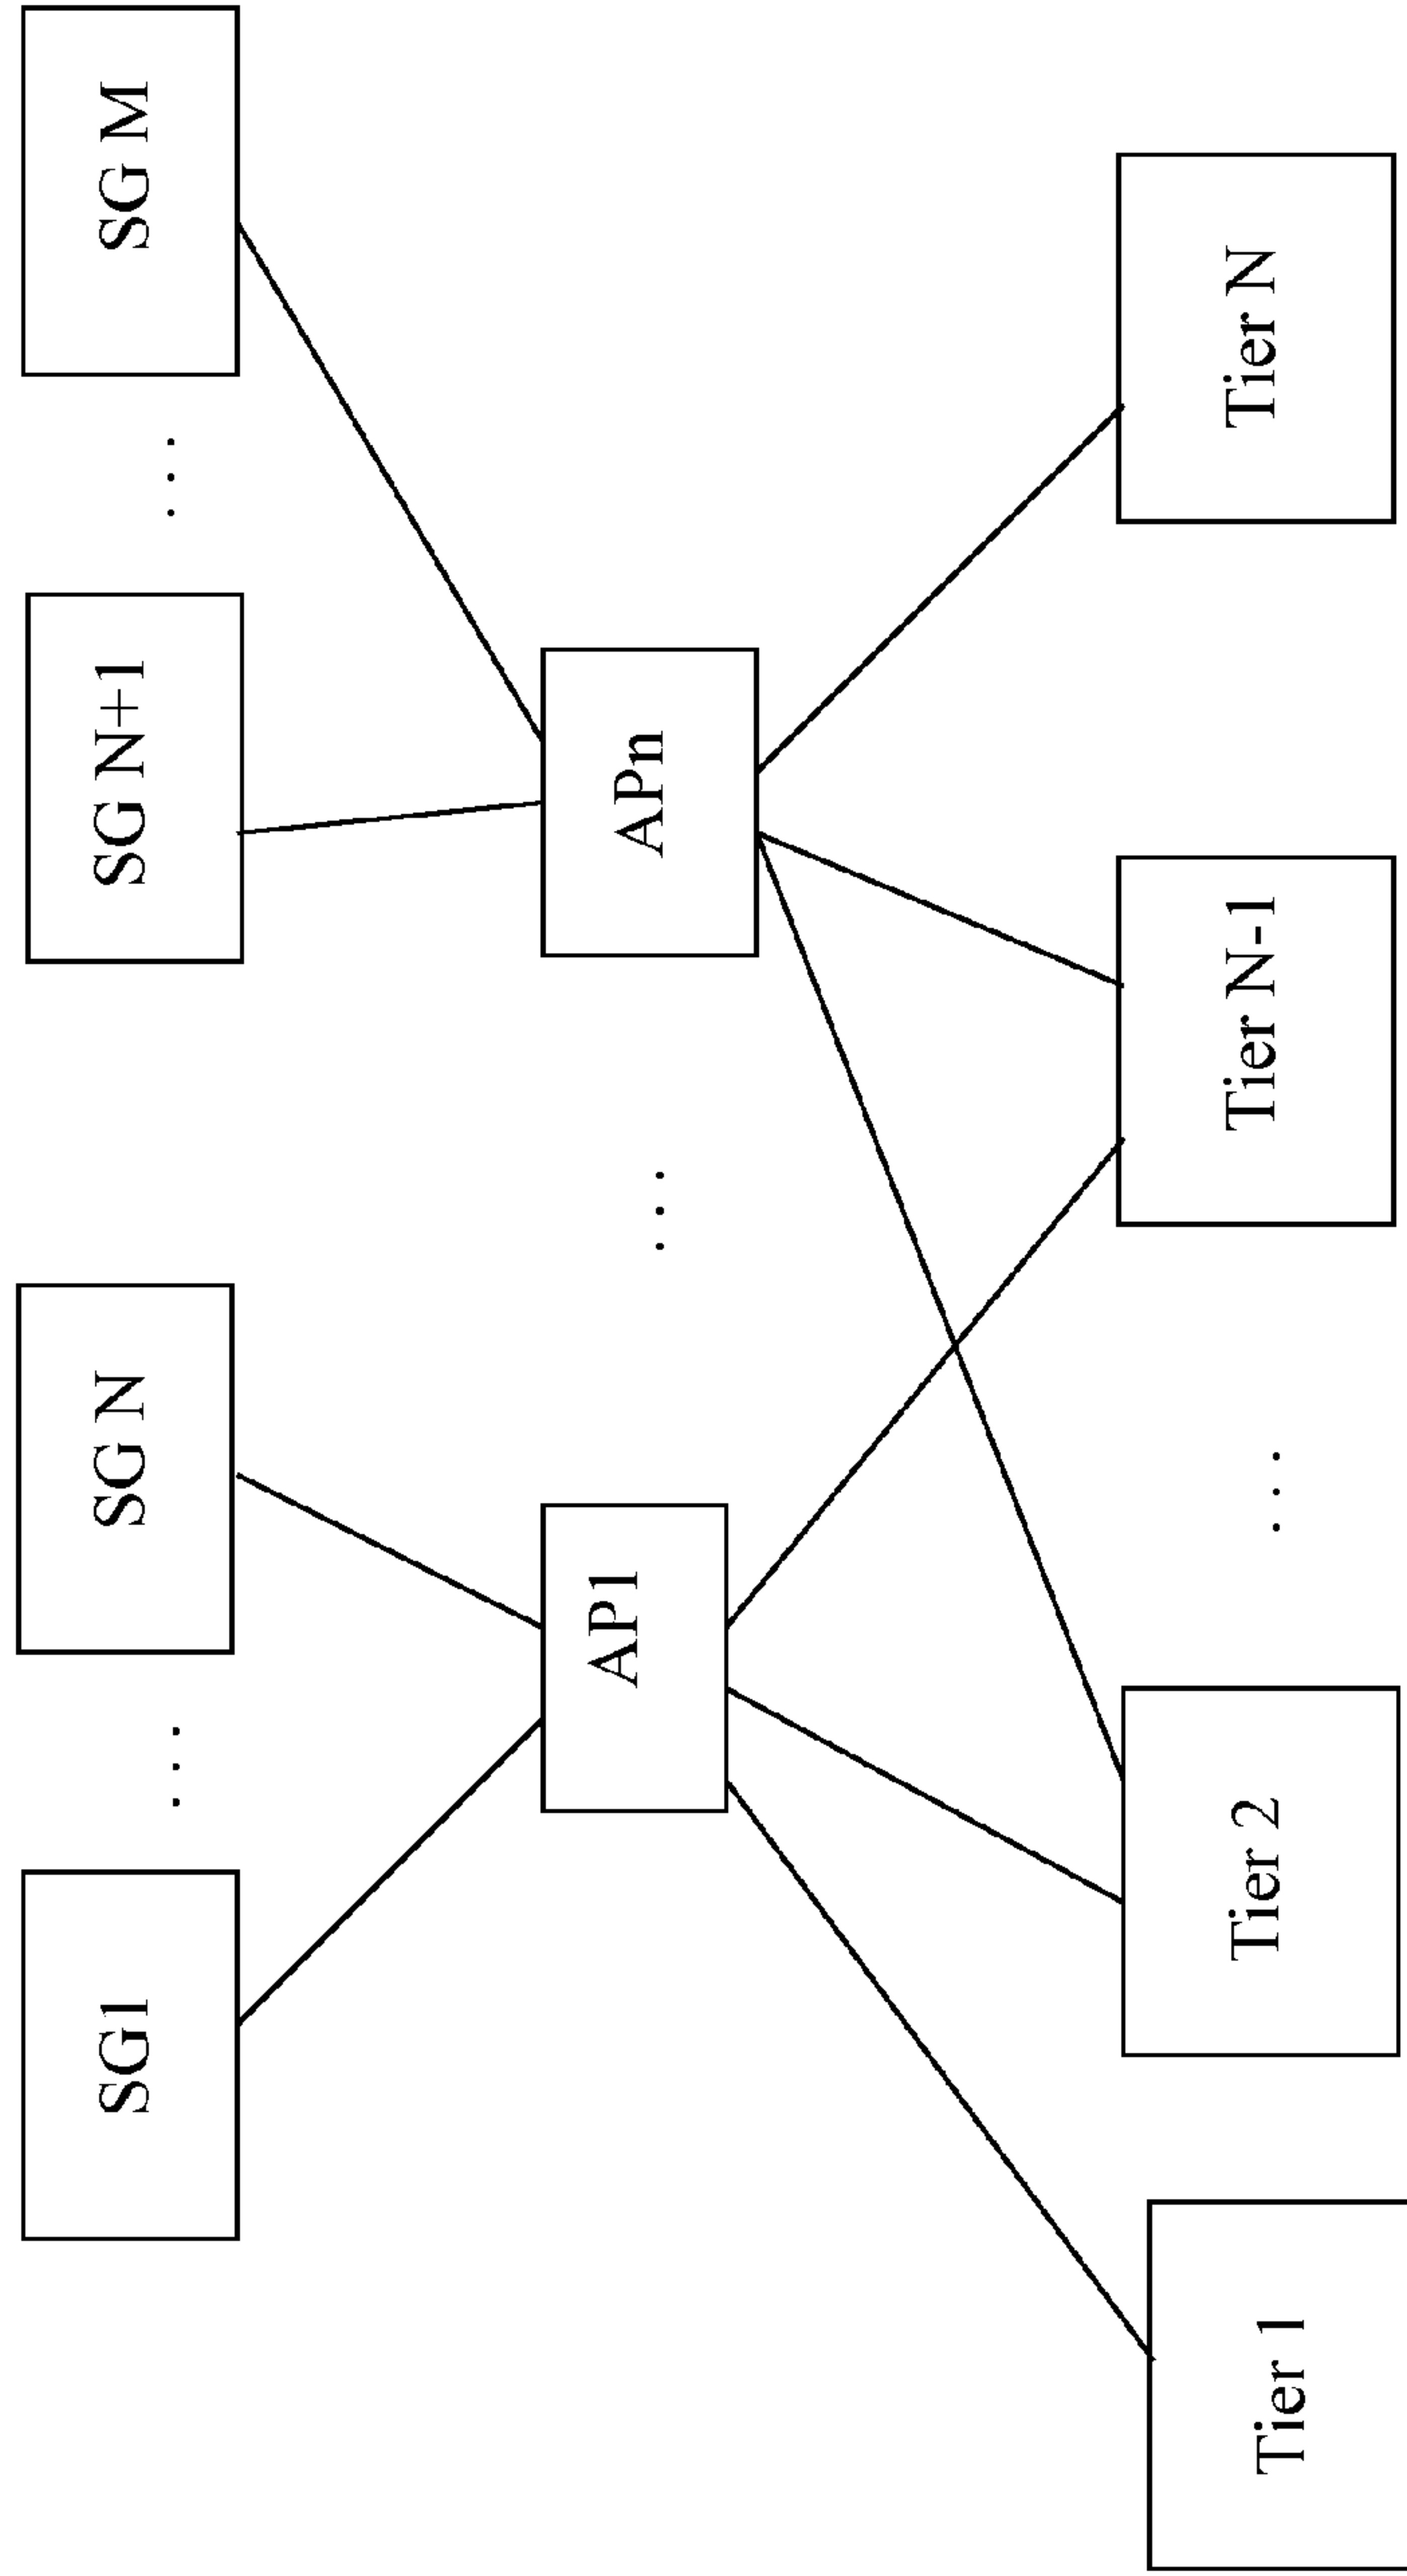 SG1
...
SG N
SG N+1
...
SG M
AP1
...
APn
Tier 1
Tier 2
...
Tier N-1
Tier N